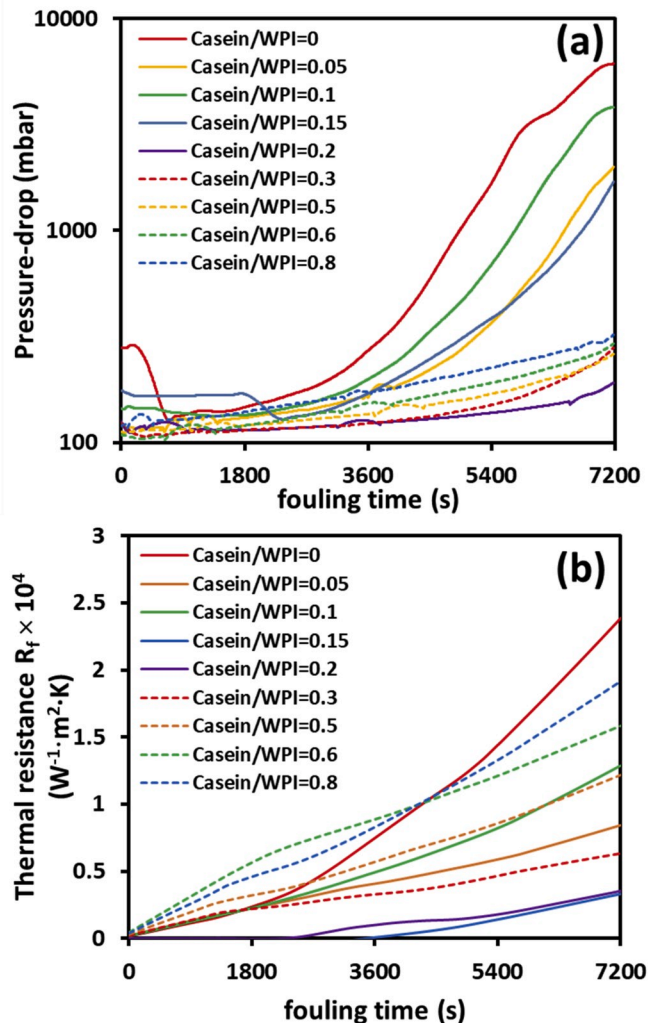 10000
(a)
Casein/WPI=0
Casein/WPI=0.05
Casein/WPI=0.1
Casein/WPI=0.15
Casein/WPI=0.2
Casein/WPI=0.3
Casein/WPI=0.5
Casein/WPI=0.6
Casein/WPI=0.8
Pressure-drop (mbar)
1000
100
0 1800 3600 5400 7200
fouling time (s)
3
(b)
Casein/WPI=0
Casein/WPI=0.05
Casein/WPI=0.1
Casein/WPI=0.15
Casein/WPI=0.2
Casein/WPI=0.3
Casein/WPI=0.5
Casein/WPI=0.6
Casein/WPI=0.8
2.5
2
1.5
1
0.5
0
Thermal resistance R_f × 10⁴
(W⁻¹·m²·K)
0 1800 3600 5400 7200
fouling time (s)